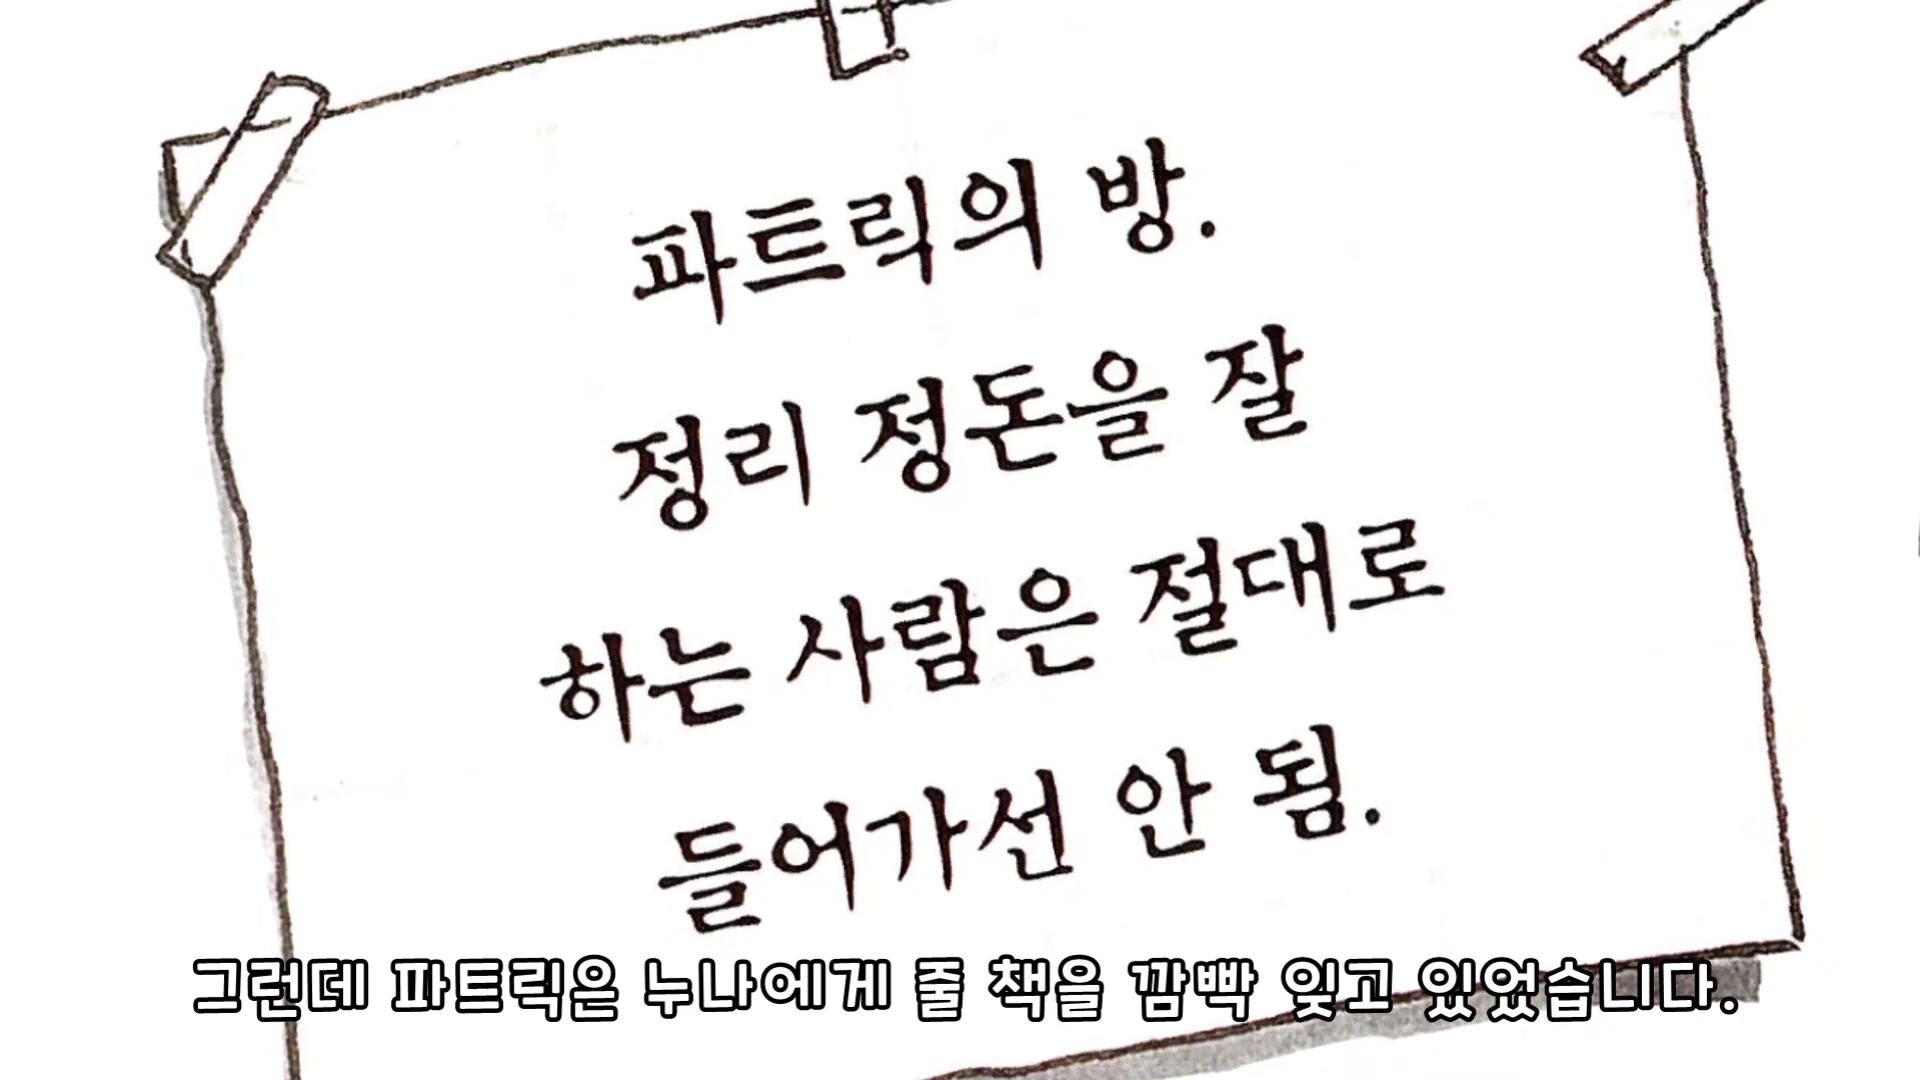 파트릭의 방.
정리 정돈을 잘
하는 사람은 절대로
들어가선 안 됨.
그런데 파트릭은 누나에게 줄 책을 깜빡 잊고 있었습니다.